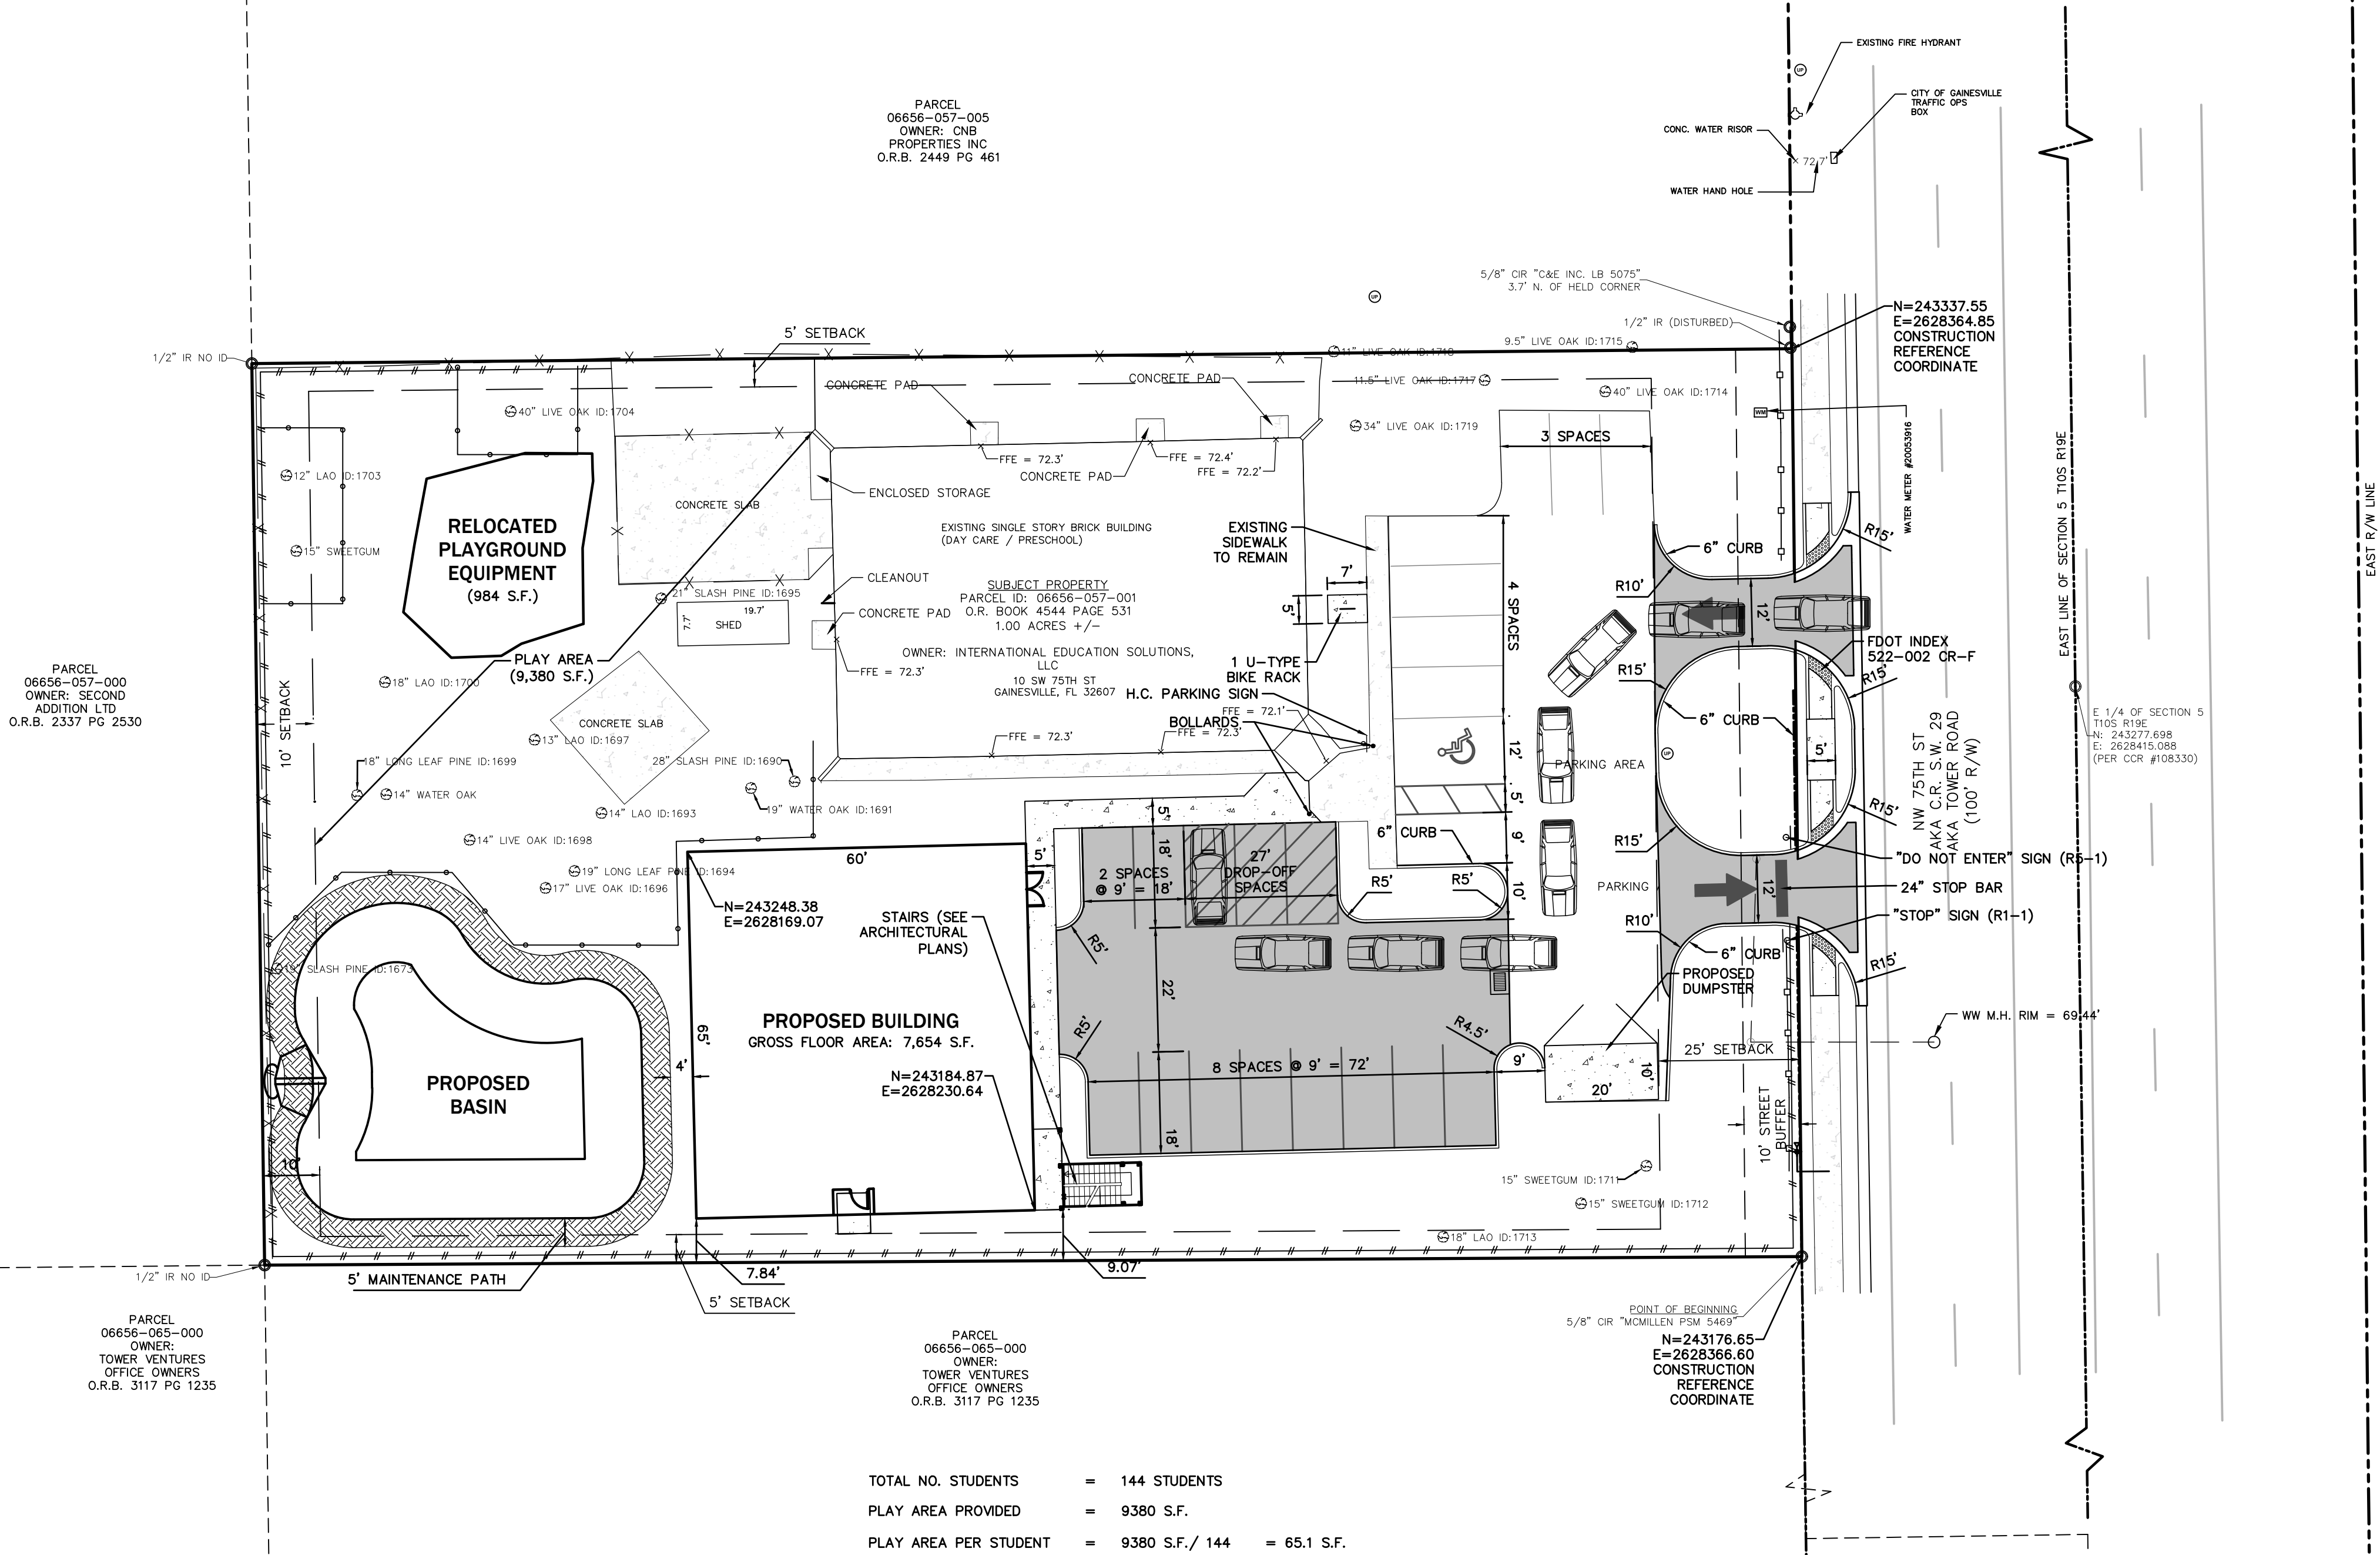 EXISTING FIRE HYDRANT
UP
CITY OF GAINESVILLE
TRAFFIC OPS
BOX
CONC. WATER RISOR
72.7'
WATER HAND HOLE
PARCEL
06656-057-005
OWNER: CNB
PROPERTIES INC
O.R.B. 2449 PG 461
5/8" CIR "C&E INC. LB 5075"
3.7' N. OF HELD CORNER
UP
1/2" IR (DISTURBED)
N=243337.55
E=2628364.85
CONSTRUCTION
REFERENCE
COORDINATE
5' SETBACK
1/2" IR NO ID
9.5" LIVE OAK ID:1715
11" LIVE OAK ID:1718
11.5" LIVE OAK ID:1717
40" LIVE OAK ID:1714
34" LIVE OAK ID:1719
CONCRETE PAD
CONCRETE PAD
CONCRETE PAD
40" LIVE OAK ID:1704
WM
WATER METER #20053916
3 SPACES
FFE = 72.3'
FFE = 72.4'
FFE = 72.2'
12" LAO ID:1703
15" SWEETGUM
RELOCATED
PLAYGROUND
EQUIPMENT
(984 S.F.)
CONCRETE SLAB
ENCLOSED STORAGE
EXISTING SINGLE STORY BRICK BUILDING
(DAY CARE / PRESCHOOL)
EXISTING
SIDEWALK
TO REMAIN
6" CURB
R15'
R10'
12'
EAST LINE OF SECTION 5 T10S R19E
EAST R/W LINE
CLEANOUT
CONCRETE PAD
SUBJECT PROPERTY
PARCEL ID: 06656-057-001
O.R. BOOK 4544 PAGE 531
1.00 ACRES +/-
OWNER: INTERNATIONAL EDUCATION SOLUTIONS,
LLC
10 SW 75TH ST
GAINESVILLE, FL 32607
7'
5'
4 SPACES
21" SLASH PINE ID:1695
7.7'
19.7'
SHED
FFE = 72.3'
PLAY AREA
(9,380 S.F.)
1 U-TYPE
BIKE RACK
H.C. PARKING SIGN
FFE = 72.1'
BOLLARDS
FFE = 72.3'
FFE = 72.3'
FDOT INDEX
522-002 CR-F
R15'
R15'
6" CURB
UP
5'
PARCEL
06656-057-000
OWNER: SECOND
ADDITION LTD
O.R.B. 2337 PG 2530
10' SETBACK
18" LAO ID:1700
CONCRETE SLAB
13" LAO ID:1697
18" LONG LEAF PINE ID:1699
14" WATER OAK
28" SLASH PINE ID:1690
19" WATER OAK ID:1691
14" LAO ID:1693
14" LIVE OAK ID:1698
19" LONG LEAF PINE ID:1694
17" LIVE OAK ID:1696
12'
5'
9'
10'
PARKING AREA
PARKING
NW 75TH ST
AKA C.R. S.W. 29
AKA TOWER ROAD
(100' R/W)
E 1/4 OF SECTION 5
T10S R19E
N: 243277.698
E: 2628415.088
(PER CCR #108330)
R15'
R15'
"DO NOT ENTER" SIGN (R5-1)
24" STOP BAR
"STOP" SIGN (R1-1)
12'
R10'
6" CURB
R15'
6" CURB
R5'
R5'
60'
5'
5'
18'
2 SPACES
@ 9' = 18'
27'
DROP-OFF
SPACES
N=243248.38
E=2628169.07
STAIRS (SEE
ARCHITECTURAL
PLANS)
R5'
22'
19" SLASH PINE ID:1673
PROPOSED
DUMPSTER
WW M.H. RIM = 69.44'
65'
4'
PROPOSED BUILDING
GROSS FLOOR AREA: 7,654 S.F.
N=243184.87
E=2628230.64
R5'
R4.5'
8 SPACES @ 9' = 72'
9'
20'
10'
25' SETBACK
10' STREET
BUFFER
PROPOSED
BASIN
18'
10'
15" SWEETGUM ID:1711
15" SWEETGUM ID:1712
18" LAO ID:1713
1/2" IR NO ID
5' MAINTENANCE PATH
7.84'
9.07'
5' SETBACK
POINT OF BEGINNING
5/8" CIR "MCMILLEN PSM 5469"
N=243176.65
E=2628366.60
CONSTRUCTION
REFERENCE
COORDINATE
PARCEL
06656-065-000
OWNER:
TOWER VENTURES
OFFICE OWNERS
O.R.B. 3117 PG 1235
PARCEL
06656-065-000
OWNER:
TOWER VENTURES
OFFICE OWNERS
O.R.B. 3117 PG 1235
TOTAL NO. STUDENTS = 144 STUDENTS
PLAY AREA PROVIDED = 9380 S.F.
PLAY AREA PER STUDENT = 9380 S.F./ 144 = 65.1 S.F.